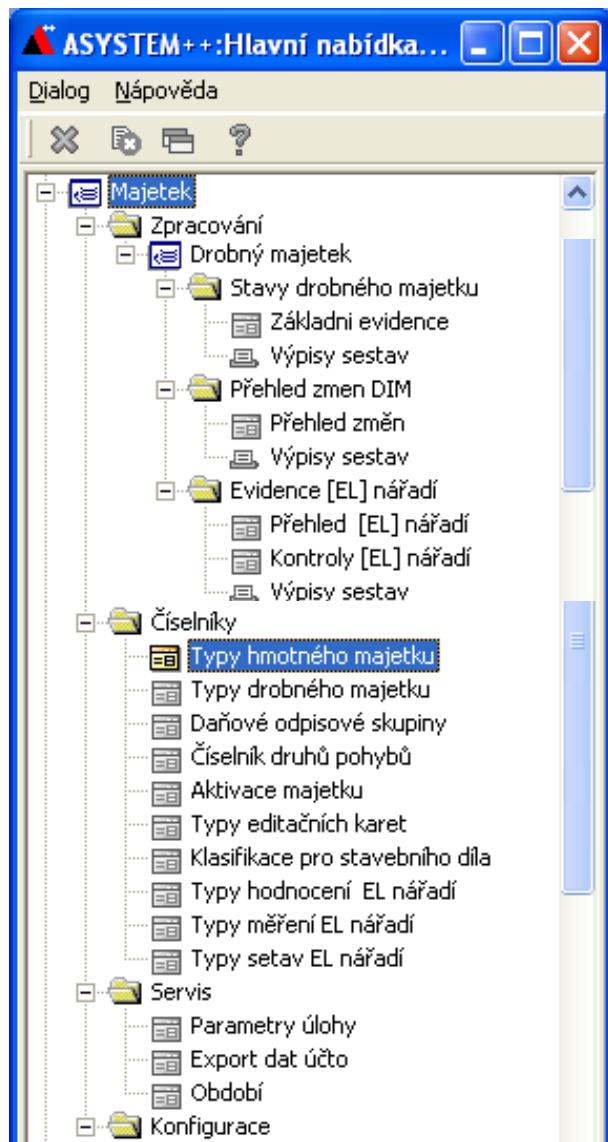 ASYSTEM++:Hlavní nabídka...
Dialog Nápověda
Majetek
Zpracování
Drobný majetek
Stavy drobného majetku
Základni evidence
Výpisy sestav
Přehled zmen DIM
Přehled změn
Výpisy sestav
Evidence [EL] nářadí
Přehled [EL] nářadí
Kontroly [EL] nářadí
Výpisy sestav
Číselníky
Typy hmotného majetku
Typy drobného majetku
Daňové odpisové skupiny
Číselník druhů pohybů
Aktivace majetku
Typy editačních karet
Klasifikace pro stavebního díla
Typy hodnocení EL nářadí
Typy měření EL nářadí
Typy setav EL nářadí
Servis
Parametry úlohy
Export dat účto
Období
Konfigurace